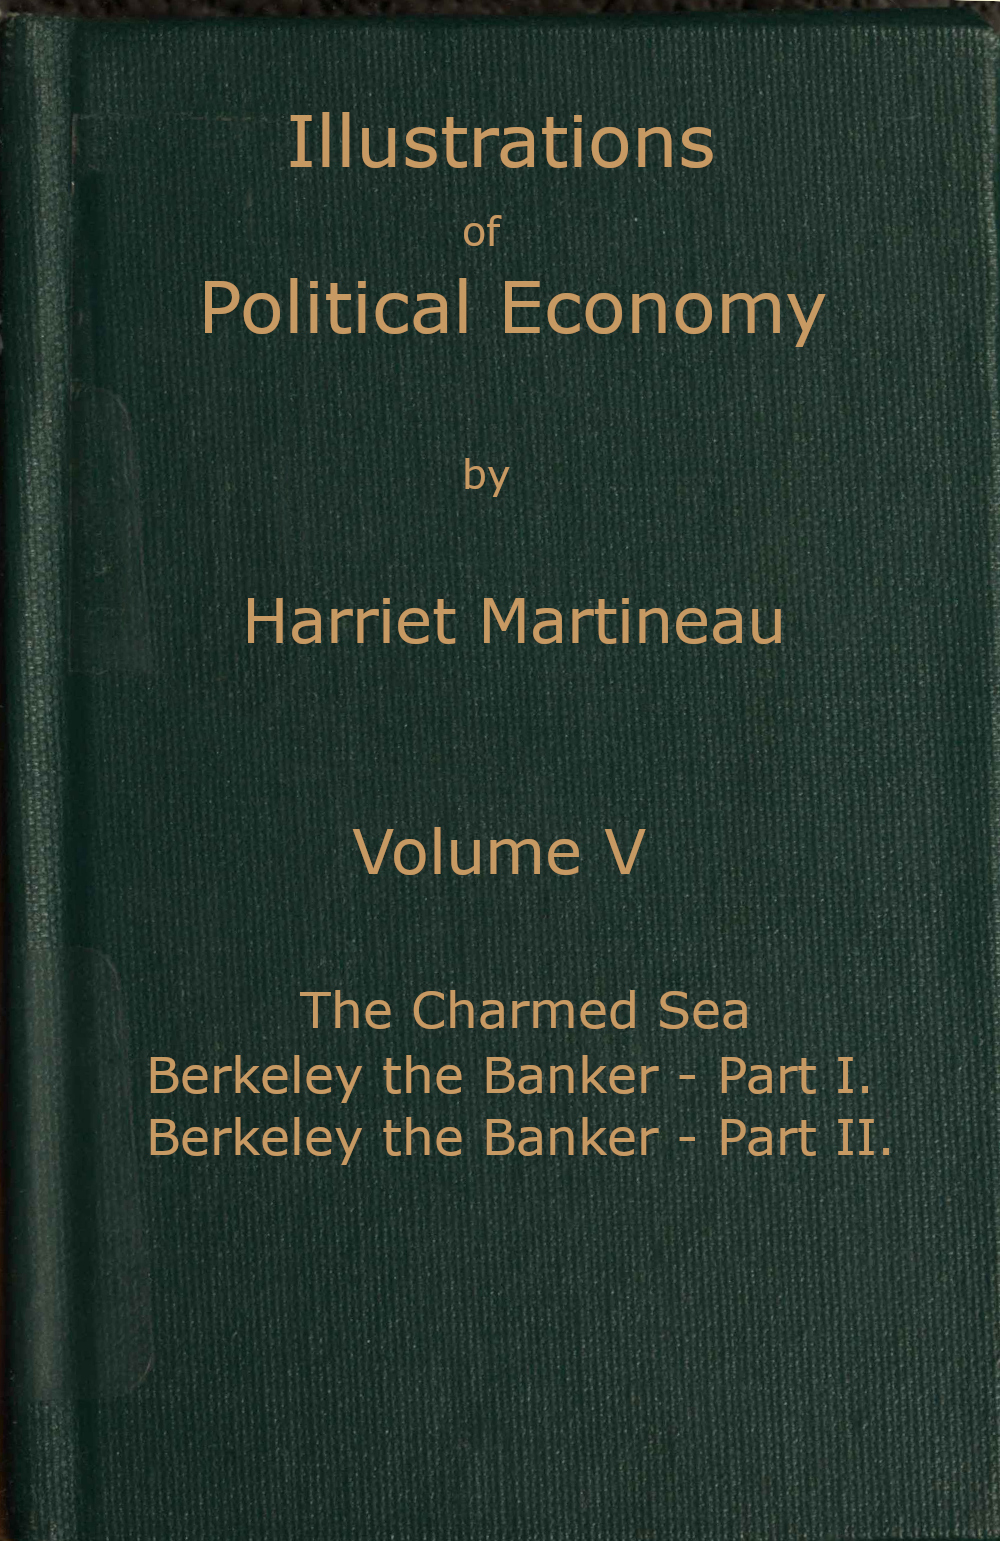 Illustrations
of
Political Economy
by
Harriet Martineau
Volume V
The Charmed Sea
Berkeley the Banker - Part I.
Berkeley the Banker - Part II.